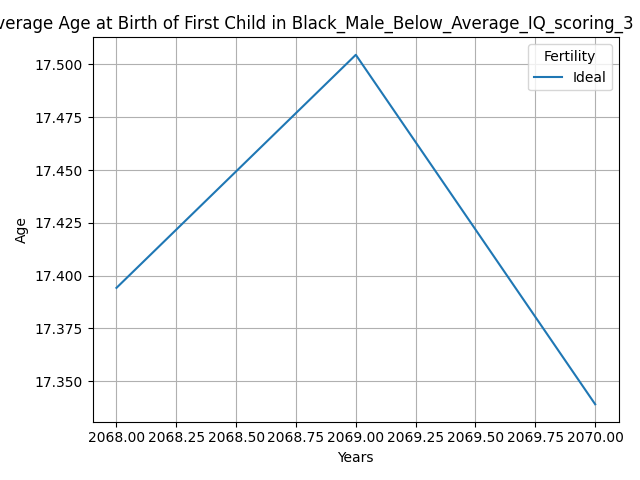 verage Age at Birth of First Child in Black_Male_Below_Average_IQ_scoring_3
17.500
17.475
17.450
17.425
17.400
17.375
17.350
Age
Fertility
Ideal
2068.00 2068.25 2068.50 2068.75 2069.00 2069.25 2069.50 2069.75 2070.00
Years